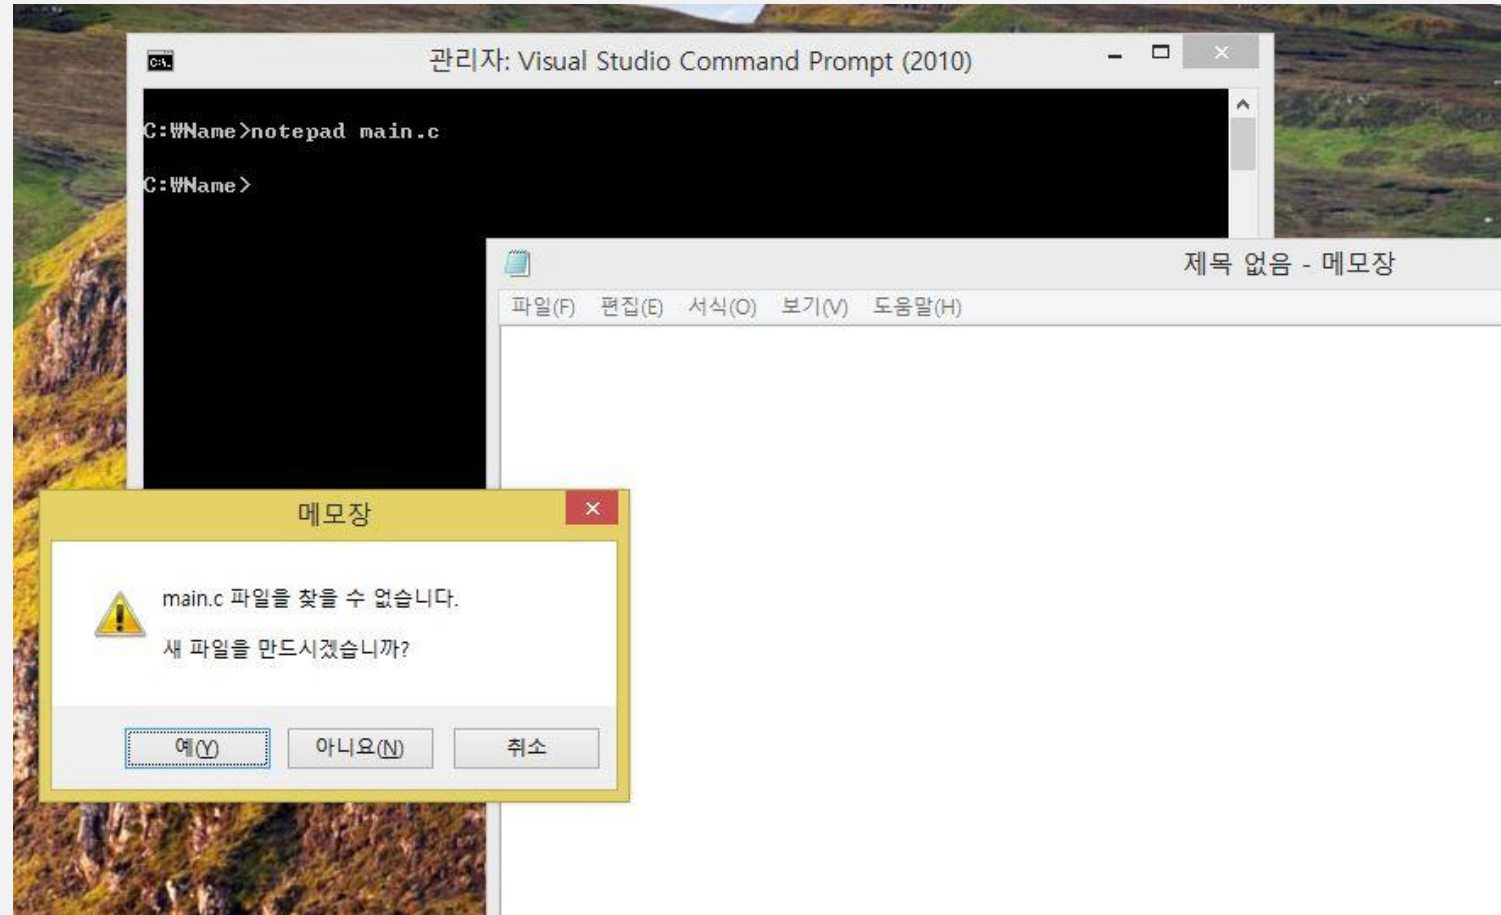 관리자: Visual Studio Command Prompt (2010)
C:₩Name>notepad main.c
C:₩Name>
제목 없음 - 메모장
파일(F) 편집(E) 서식(O) 보기(V) 도움말(H)
메모장
main.c 파일을 찾을 수 없습니다.
새 파일을 만드시겠습니까?
예(Y) 아니요(N) 취소